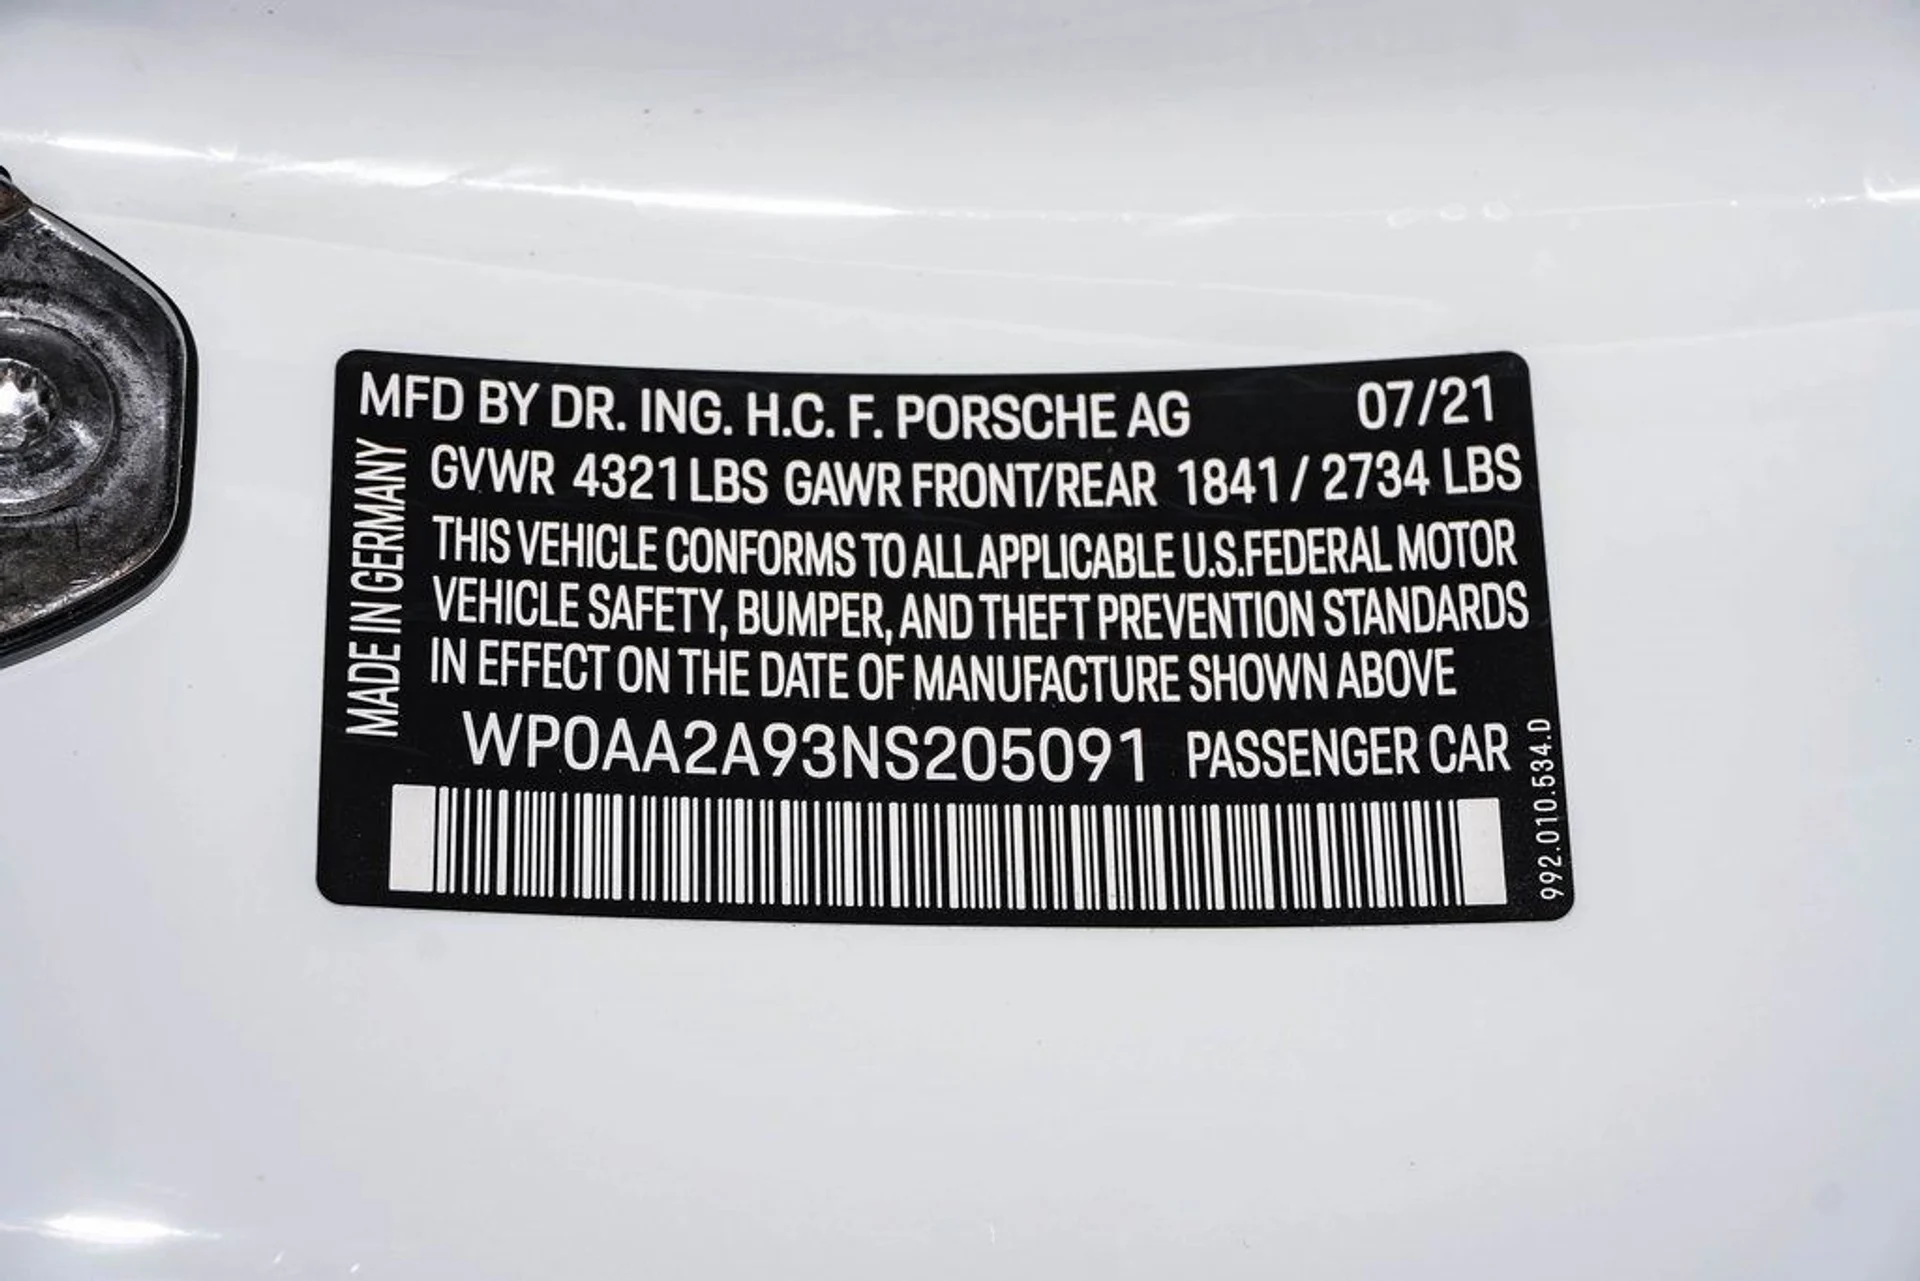 MFD BY DR. ING. H.C. F. PORSCHE AG 07/21
MADE IN GERMANY
GVWR 4321 LBS GAWR FRONT/REAR 1841 / 2734 LBS
THIS VEHICLE CONFORMS TO ALL APPLICABLE U.S.FEDERAL MOTOR
VEHICLE SAFETY, BUMPER, AND THEFT PREVENTION STANDARDS
IN EFFECT ON THE DATE OF MANUFACTURE SHOWN ABOVE
WP0AA2A93NS205091 PASSENGER CAR
992.010.534.D